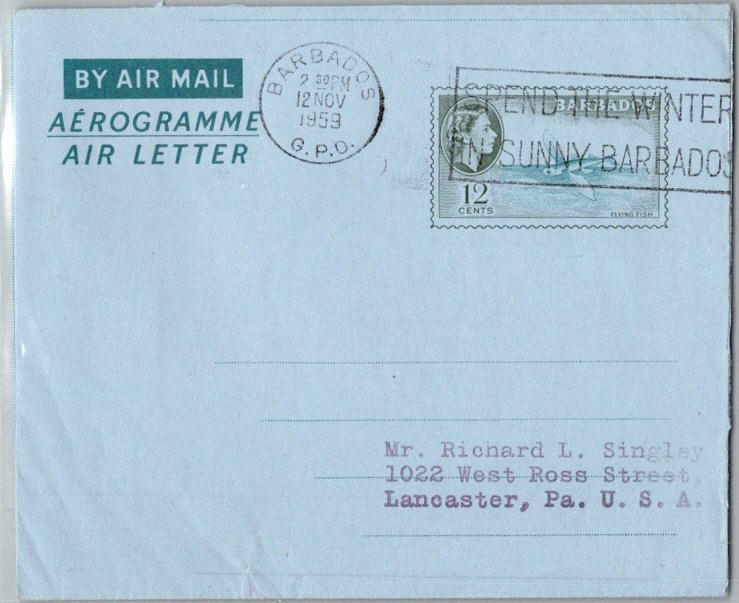 BY AIR MAIL
AÉROGRAMME
AIR LETTER
BARBADOS
2 30 PM
12 NOV
1959
G.P.O.
SPEND THE WINTER
IN SUNNY BARBADOS
BARBADOS
12
CENTS
FLYING FISH
Mr. Richard L. Singley
1022 West Ross Street,
Lancaster, Pa. U. S. A.